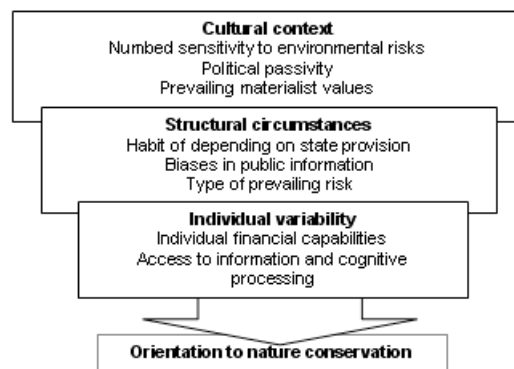 Cultural context
Numbed sensitivity to environmental risks
Political passivity
Prevailing materialist values
Structural circumstances
Habit of depending on state provision
Biases in public information
Type of prevailing risk
Individual variability
Individual financial capabilities
Access to information and cognitive
processing
Orientation to nature conservation